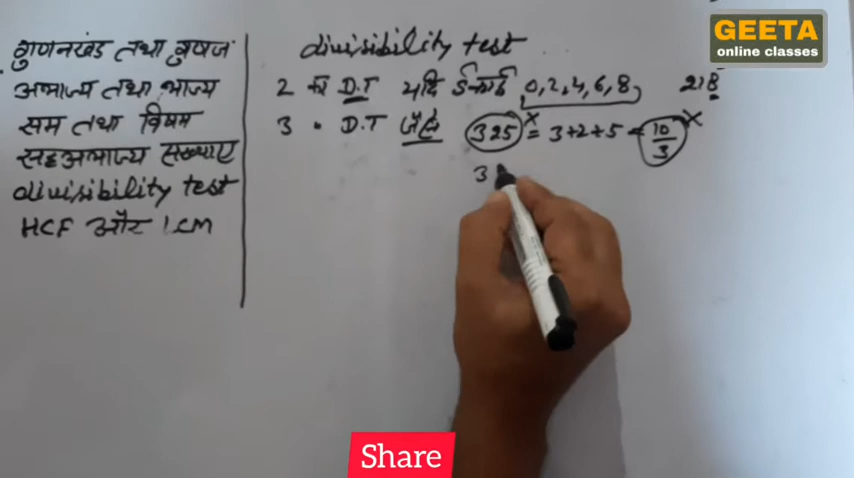 GEETA
online classes
गुणनखंड तथा गुणज
अभाज्य तथा भाज्य
सम तथा विषम
सहअभाज्य संख्याए
divisibility test
HCF और LCM
divisibility test
2 का D.T यदि ईकाई 0, 2, 4, 6, 8, 218
3 " D.T जैसे 325 × = 3+2+5 = 10/3 ×
3
Share